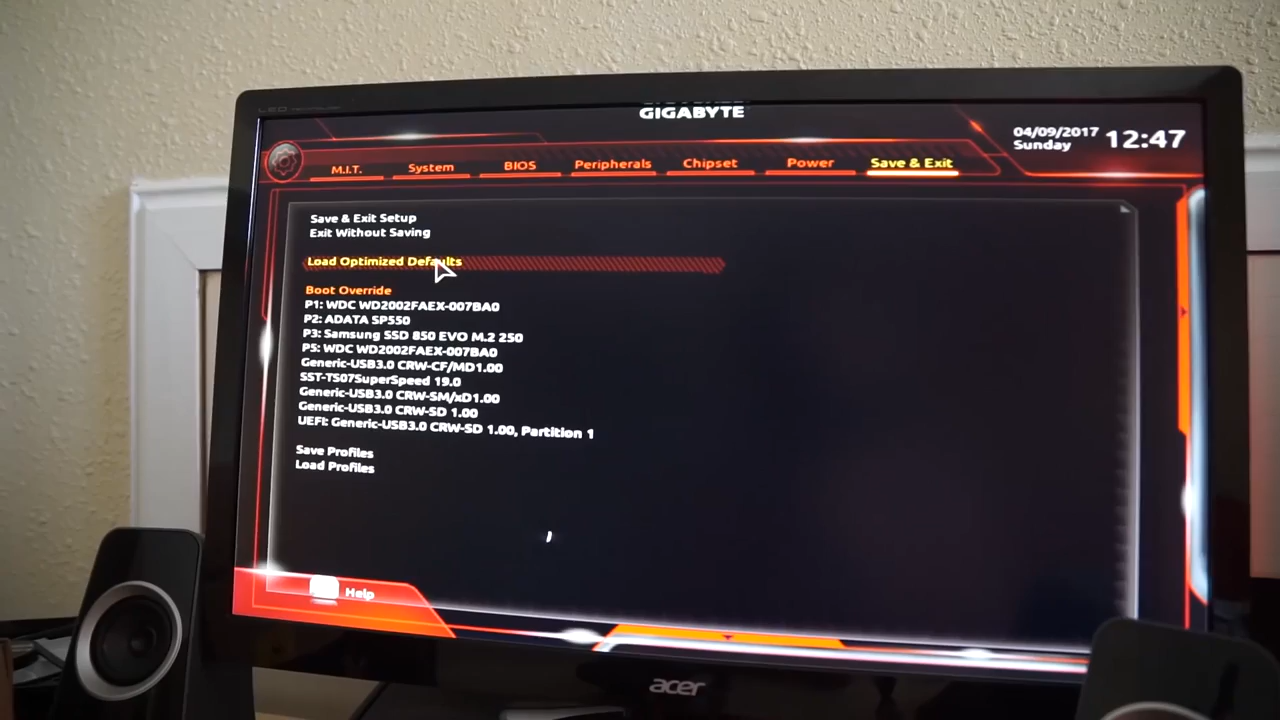 GIGABYTE
04/09/2017 12:47
Sunday
M.I.T. System BIOS Peripherals Chipset Power Save & Exit
Save & Exit Setup
Exit Without Saving
Load Optimized Defaults
Boot Override
P1: WDC WD2002FAEX-007BA0
P2: ADATA SP550
P3: Samsung SSD 850 EVO M.2 250
P5: WDC WD2002FAEX-007BA0
Generic-USB3.0 CRW-CF/MD1.00
SST-TS07SuperSpeed 19.0
Generic-USB3.0 CRW-SM/xD1.00
Generic-USB3.0 CRW-SD 1.00
UEFI: Generic-USB3.0 CRW-SD 1.00, Partition 1
Save Profiles
Load Profiles
Help
acer